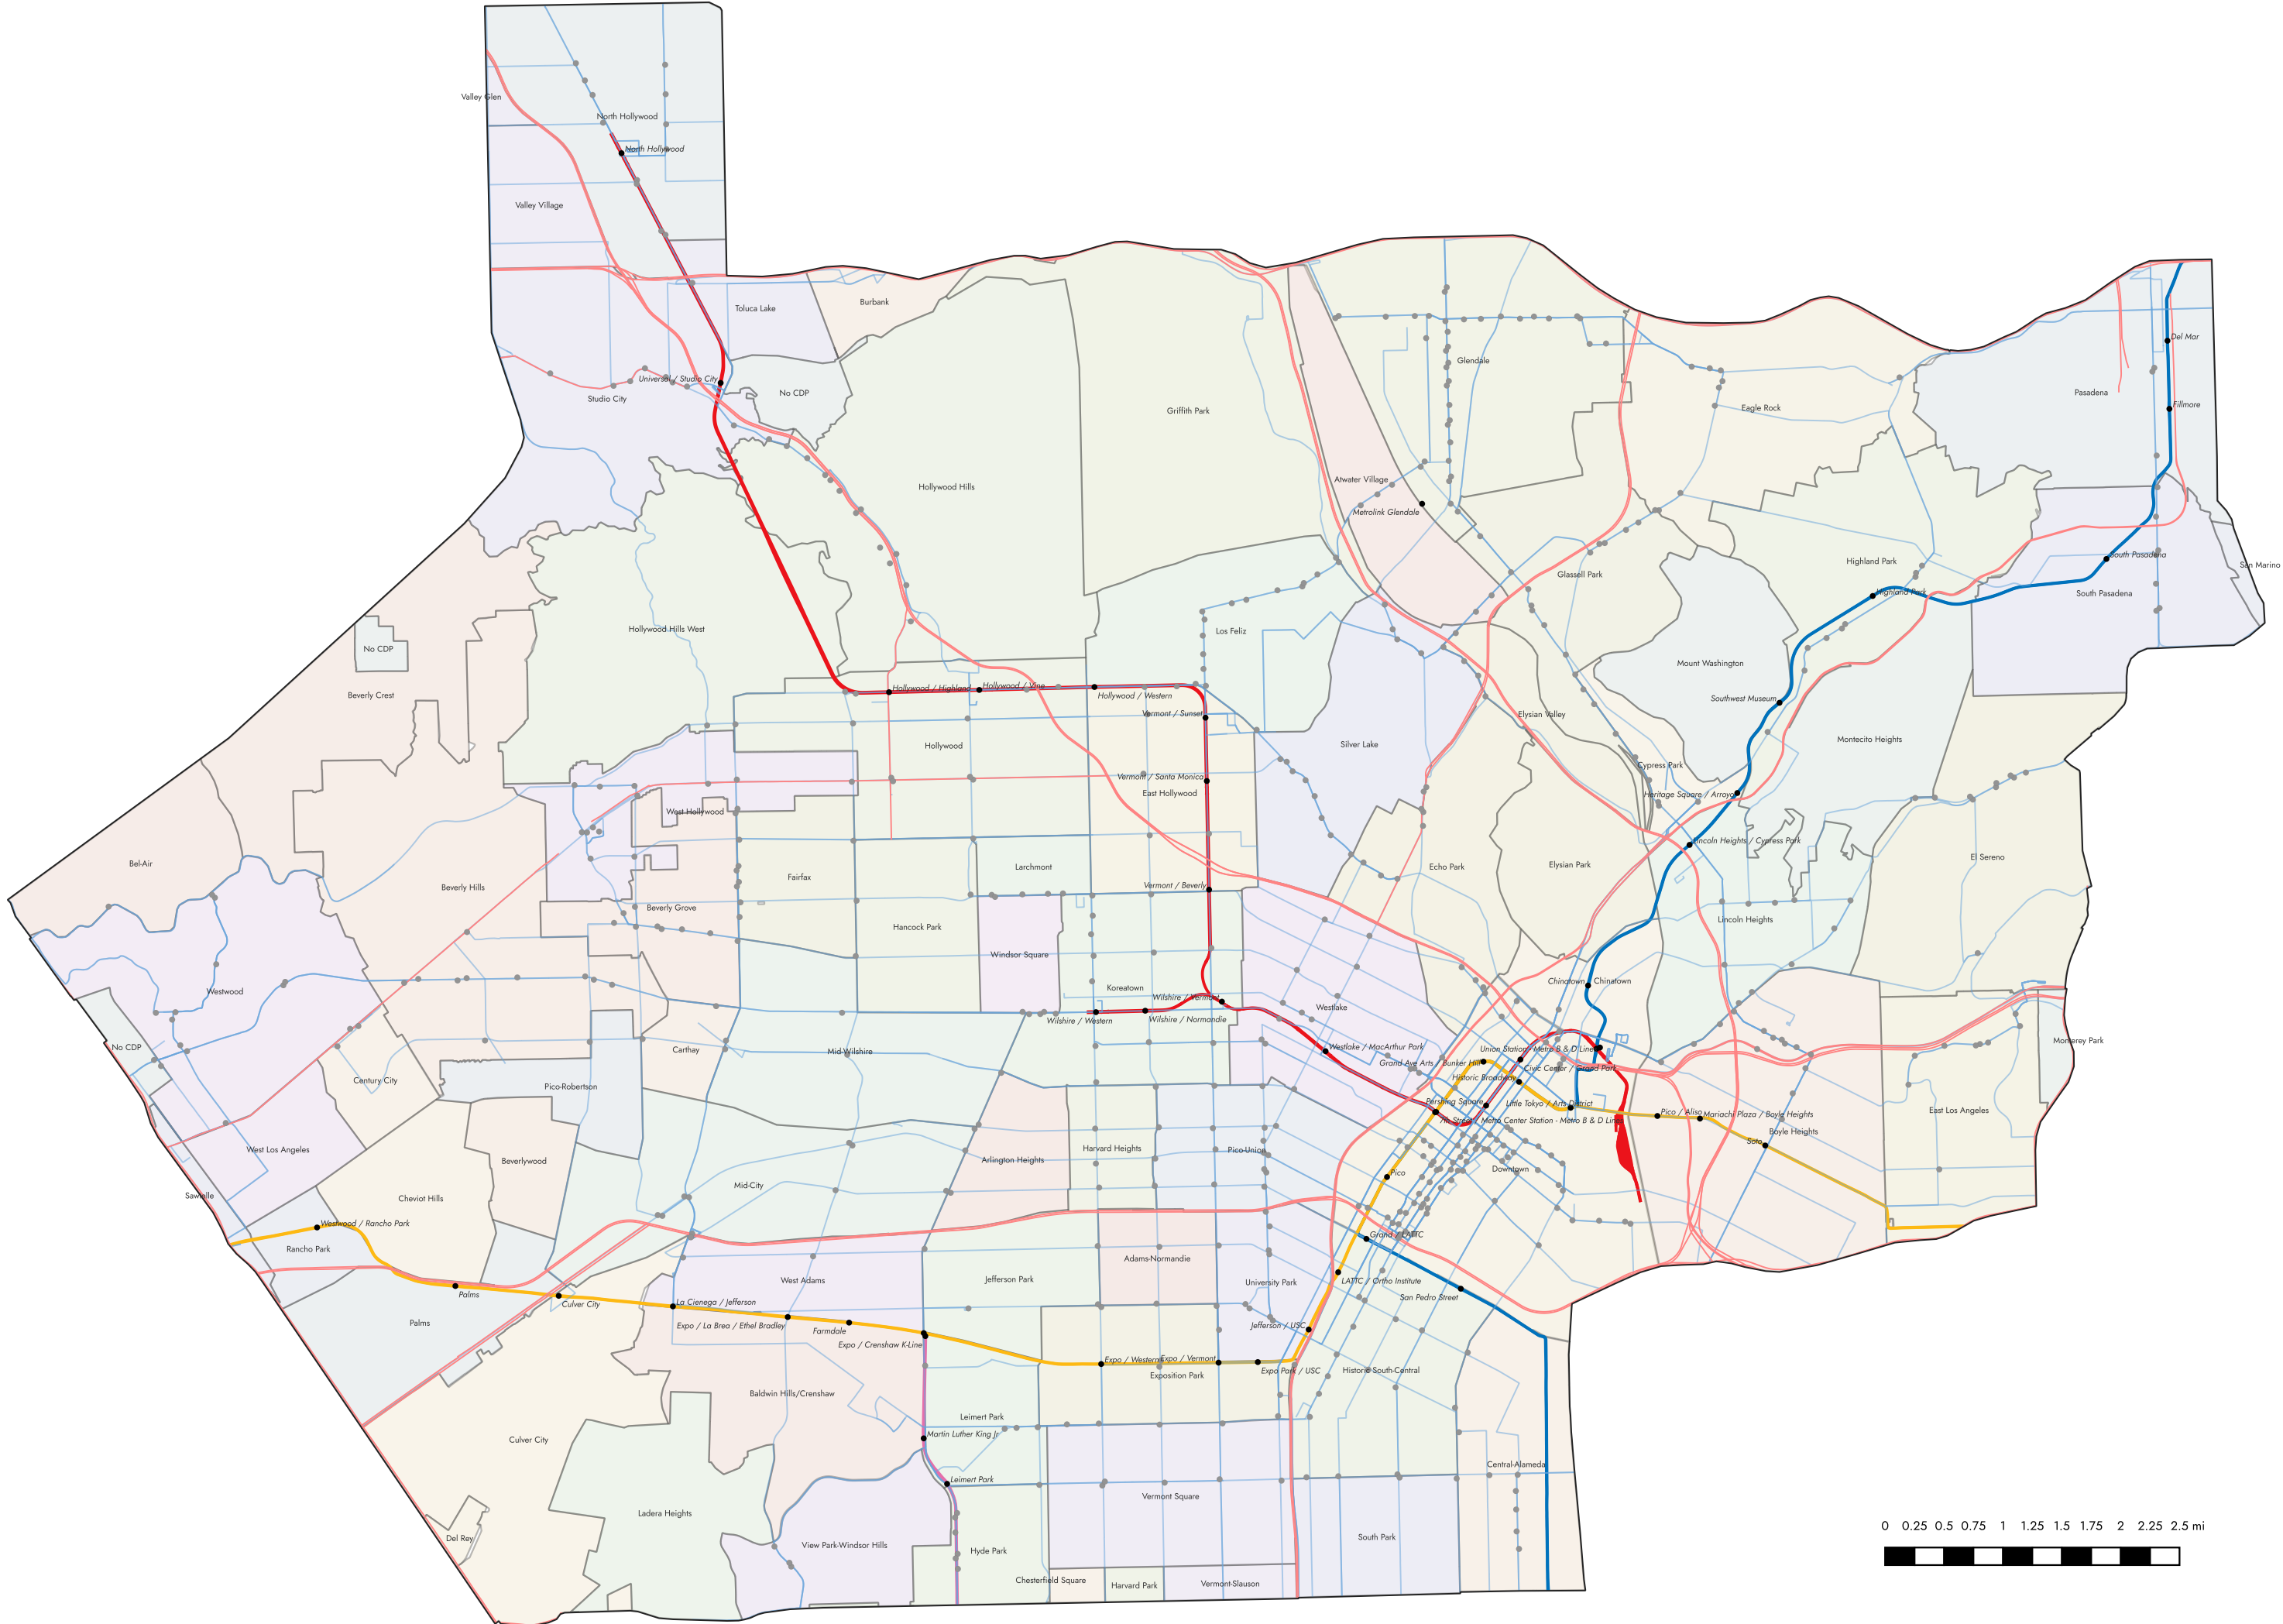 Valley Glen
North Hollywood
North Hollywood
Valley Village
Toluca Lake
Burbank
Universal / Studio City
No CDP
Studio City
Griffith Park
Glendale
Del Mar
Pasadena
Fillmore
Eagle Rock
Hollywood Hills
Atwater Village
Metrolink Glendale
South Pasadena
Highland Park
San Marino
Glassell Park
Highland Park
South Pasadena
Hollywood Hills West
Los Feliz
No CDP
Mount Washington
Beverly Crest
Hollywood / Highland
Hollywood / Vine
Hollywood / Western
Southwest Museum
Vermont / Sunset
Elysian Valley
Hollywood
Silver Lake
Montecito Heights
Cypress Park
Vermont / Santa Monica
East Hollywood
Heritage Square / Arroyo
West Hollywood
Lincoln Heights / Cypress Park
Bel-Air
Larchmont
Echo Park
Elysian Park
El Sereno
Fairfax
Beverly Hills
Vermont / Beverly
Beverly Grove
Lincoln Heights
Hancock Park
Windsor Square
Chinatown
Chinatown
Westwood
Koreatown
Wilshire / Vermont
Westlake
Wilshire / Western
Wilshire / Normandie
No CDP
Carthay
Mid-Wilshire
Westlake / MacArthur Park
Union Station - Metro B & D Lines
Monterey Park
Grand Ave Arts / Bunker Hill
Civic Center / Grand Park
Century City
Historic Broadway
Pico-Robertson
Pershing Square
Little Tokyo / Arts District
Pico / Aliso
Mariachi Plaza / Boyle Heights
East Los Angeles
7th Street / Metro Center Station - Metro B & D Lines
Boyle Heights
Soto
West Los Angeles
Beverlywood
Arlington Heights
Harvard Heights
Pico-Union
Downtown
Pico
Mid-City
Sawtelle
Cheviot Hills
Westwood / Rancho Park
Grand / LATTC
Rancho Park
Adams-Normandie
West Adams
Jefferson Park
University Park
LATTC / Ortho Institute
Palms
San Pedro Street
Culver City
La Cienega / Jefferson
Palms
Expo / La Brea / Ethel Bradley
Farmdale
Jefferson / USC
Expo / Crenshaw K-Line
Expo / Western
Expo / Vermont
Expo Park / USC
Historic South-Central
Exposition Park
Baldwin Hills/Crenshaw
Leimert Park
Martin Luther King Jr
Culver City
Central-Alameda
Leimert Park
Vermont Square
Ladera Heights
Del Rey
South Park
View Park-Windsor Hills
Hyde Park
Chesterfield Square
Harvard Park
Vermont-Slauson
0 0.25 0.5 0.75 1 1.25 1.5 1.75 2 2.25 2.5 mi